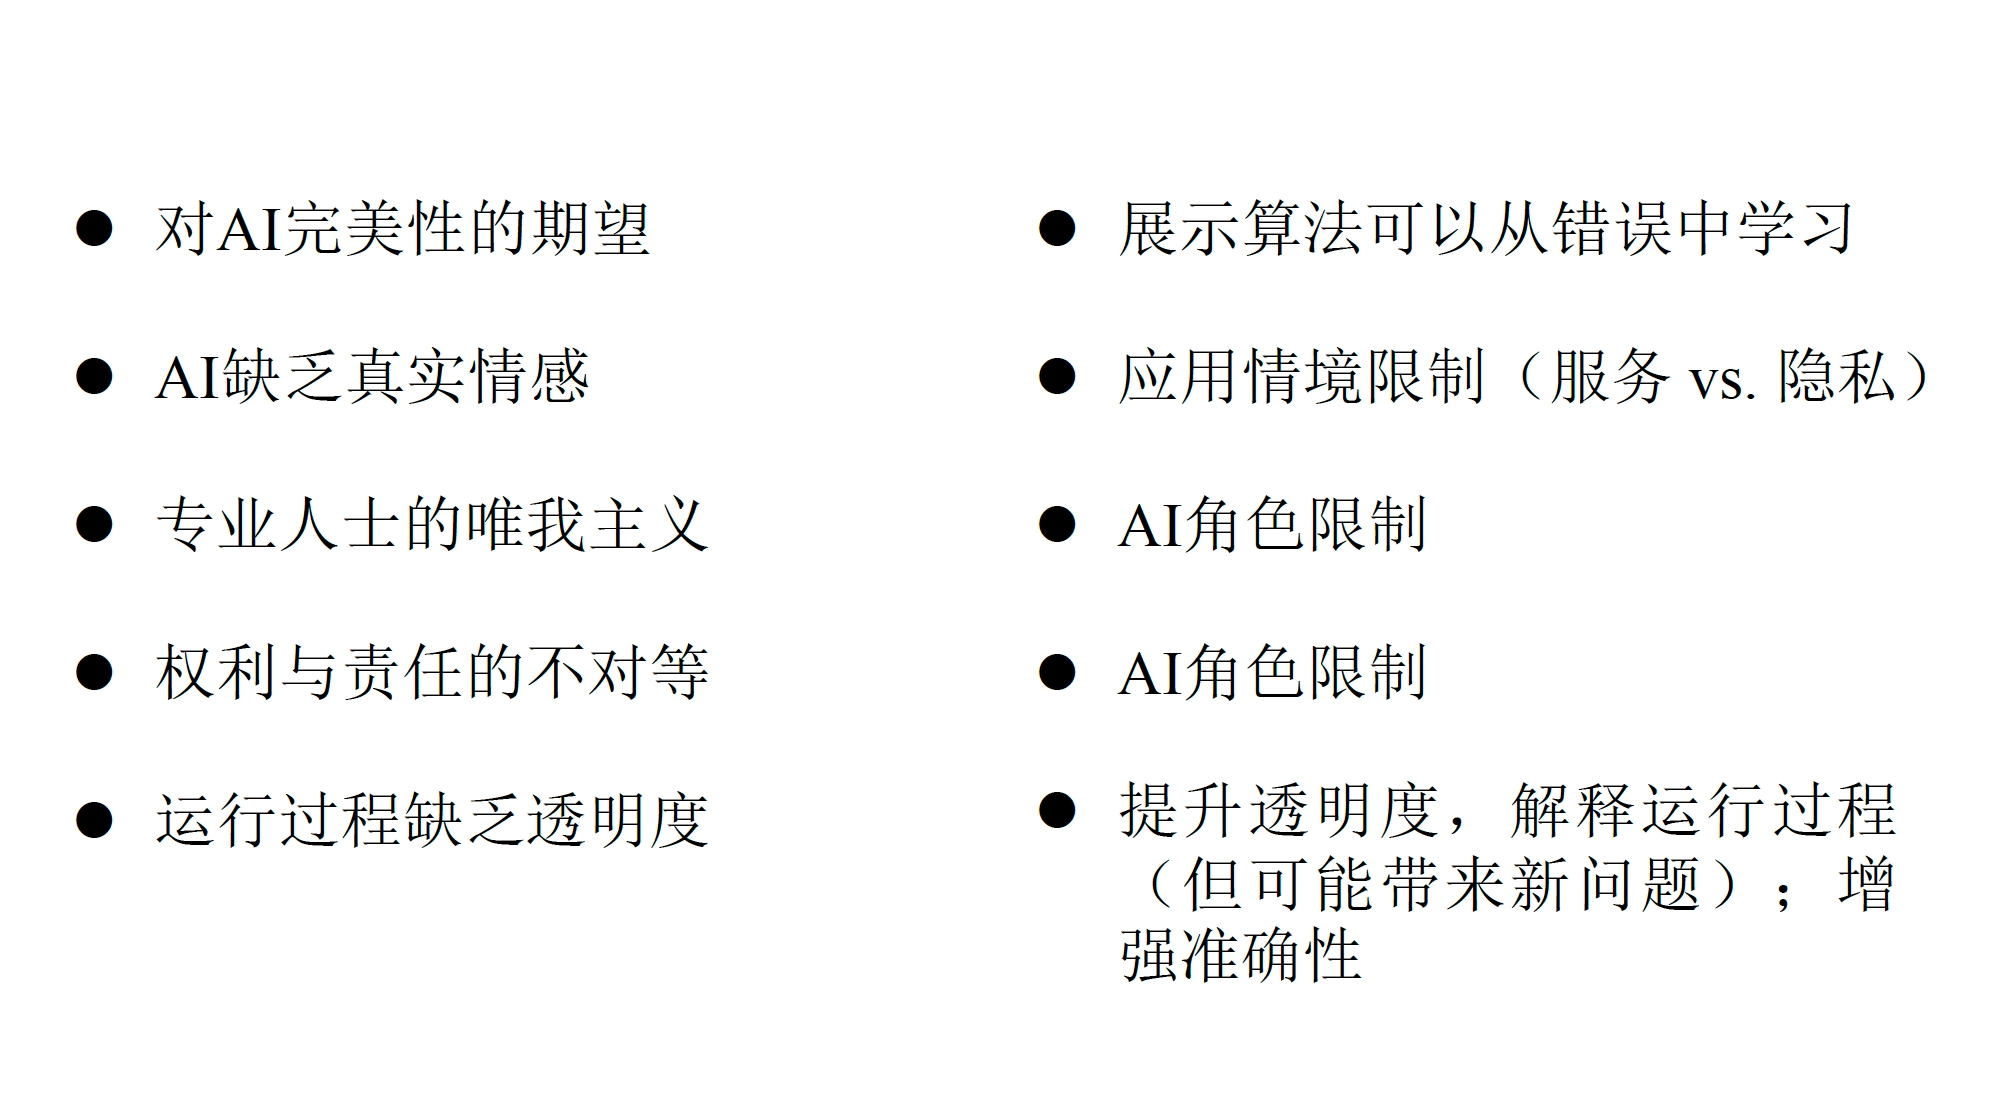 ● 对AI完美性的期望
● AI缺乏真实情感
● 专业人士的唯我主义
● 权利与责任的不对等
● 运行过程缺乏透明度
● 展示算法可以从错误中学习
● 应用情境限制（服务 vs. 隐私）
● AI角色限制
● AI角色限制
● 提升透明度，解释运行过程
（但可能带来新问题）；增
强准确性